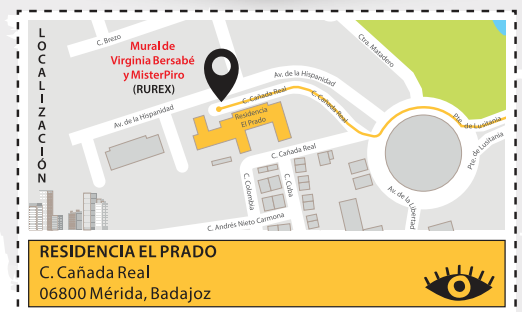 LOCALIZACIÓN
C. Brezo
Mural de
Virginia Bersabé
y MisterPiro
(RUREX)
Ctra. Matadero
Av. de la Hispanidad
C. Cañada Real
C. Cañada Real
Av. de la Hispanidad
Residencia
El Prado
Pte. de Lusitania
Pte. de Lusitania
C. Cañada Real
C. Colombia
C. Cuba
Av. de la Libertad
C. Andrés Nieto Carmona
RESIDENCIA EL PRADO
C. Cañada Real
06800 Mérida, Badajoz